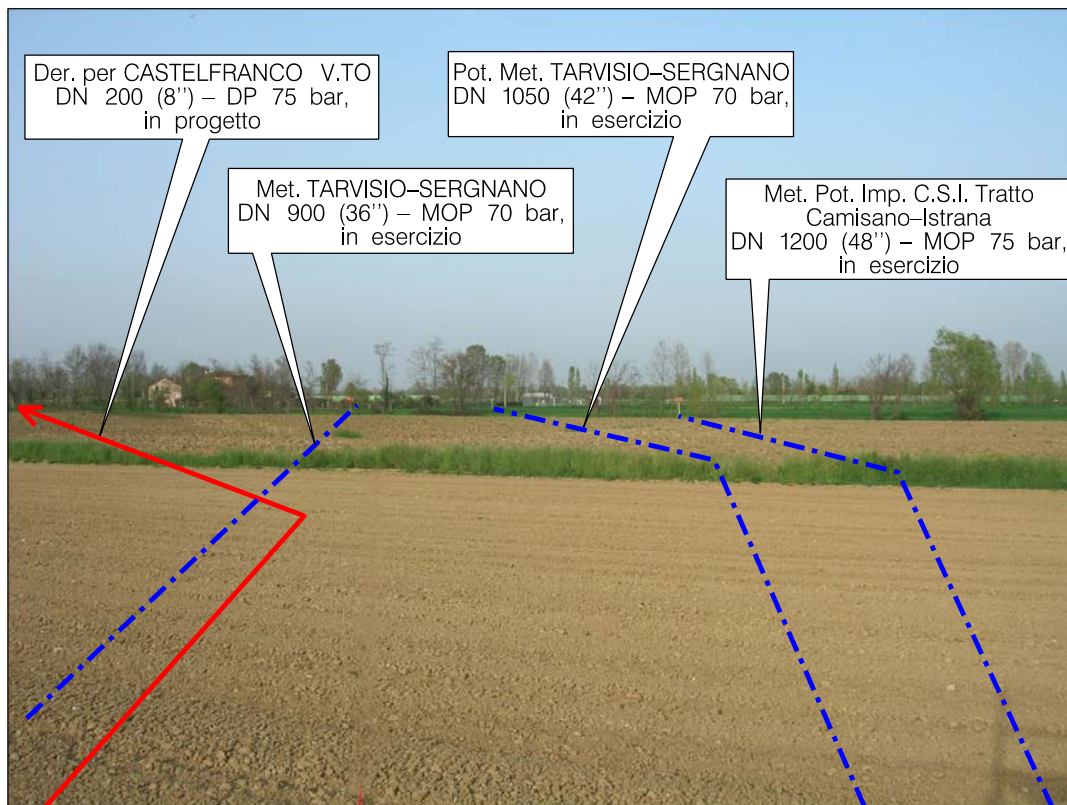 Der. per CASTELFRANCO V.TO
DN 200 (8'') – DP 75 bar,
in progetto
Met. TARVISIO–SERGNANO
DN 900 (36'') – MOP 70 bar,
in esercizio
Pot. Met. TARVISIO–SERGNANO
DN 1050 (42'') – MOP 70 bar,
in esercizio
Met. Pot. Imp. C.S.I. Tratto
Camisano–Istrana
DN 1200 (48'') – MOP 75 bar,
in esercizio